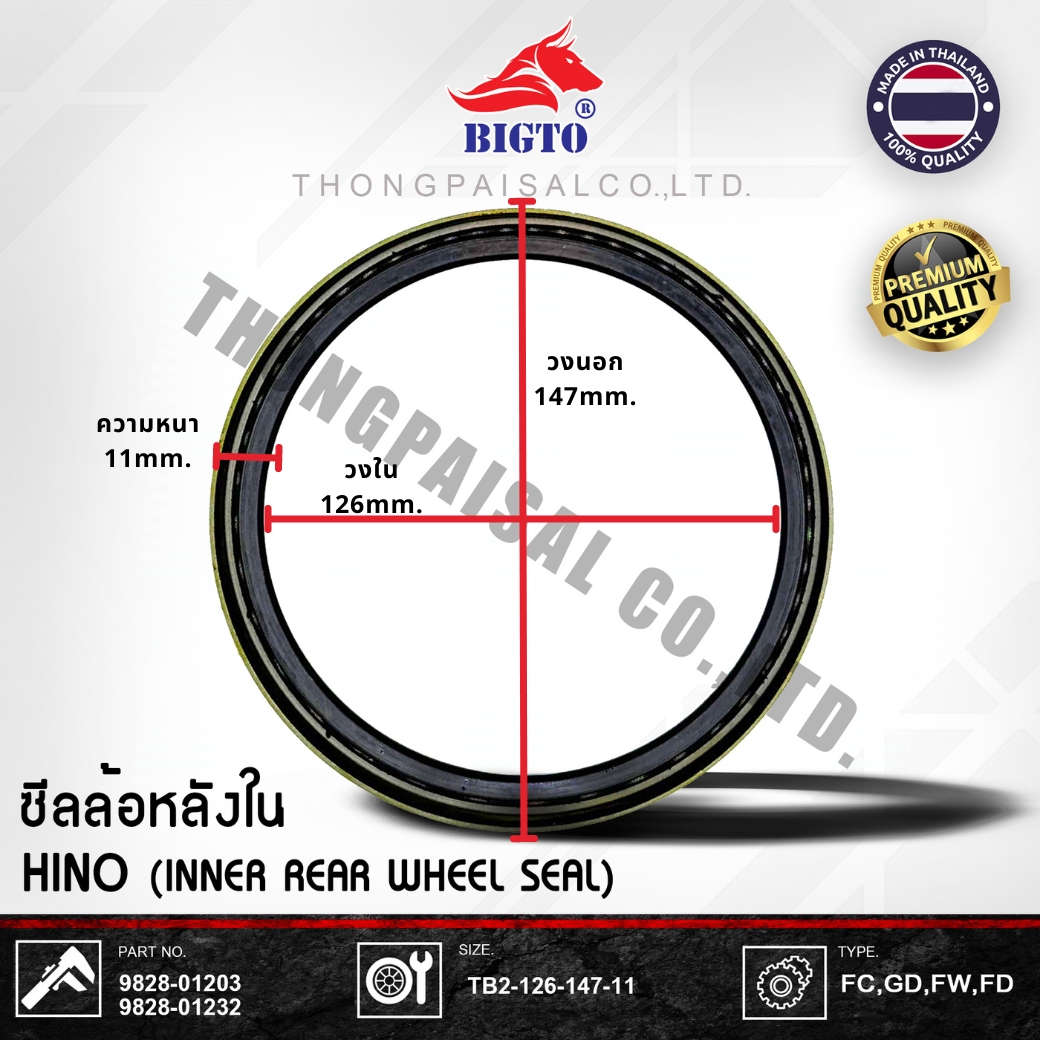 BIGTO
®
THONGPAISALCO.,LTD.
MADE IN THAILAND
100% QUALITY
PREMIUM QUALITY ★★★ PREMIUM QUALITY
PREMIUM
QUALITY
THONGPAISAL CO.,LTD.
วงนอก
147mm.
ความหนา
11mm.
วงใน
126mm.
ซีลล้อหลังใน
HINO (INNER REAR WHEEL SEAL)
PART NO.
9828-01203
9828-01232
SIZE.
TB2-126-147-11
TYPE.
FC,GD,FW,FD